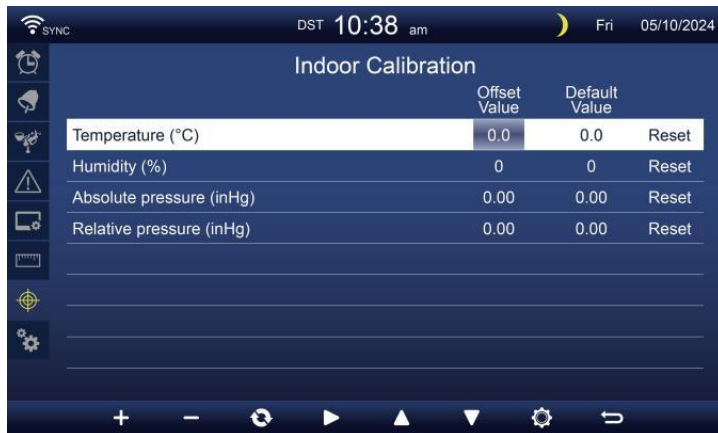 SYNC DST 10:38 am Fri 05/10/2024
Indoor Calibration
Offset Value Default Value
Temperature (°C) 0.0 0.0 Reset
Humidity (%) 0 0 Reset
Absolute pressure (inHg) 0.00 0.00 Reset
Relative pressure (inHg) 0.00 0.00 Reset